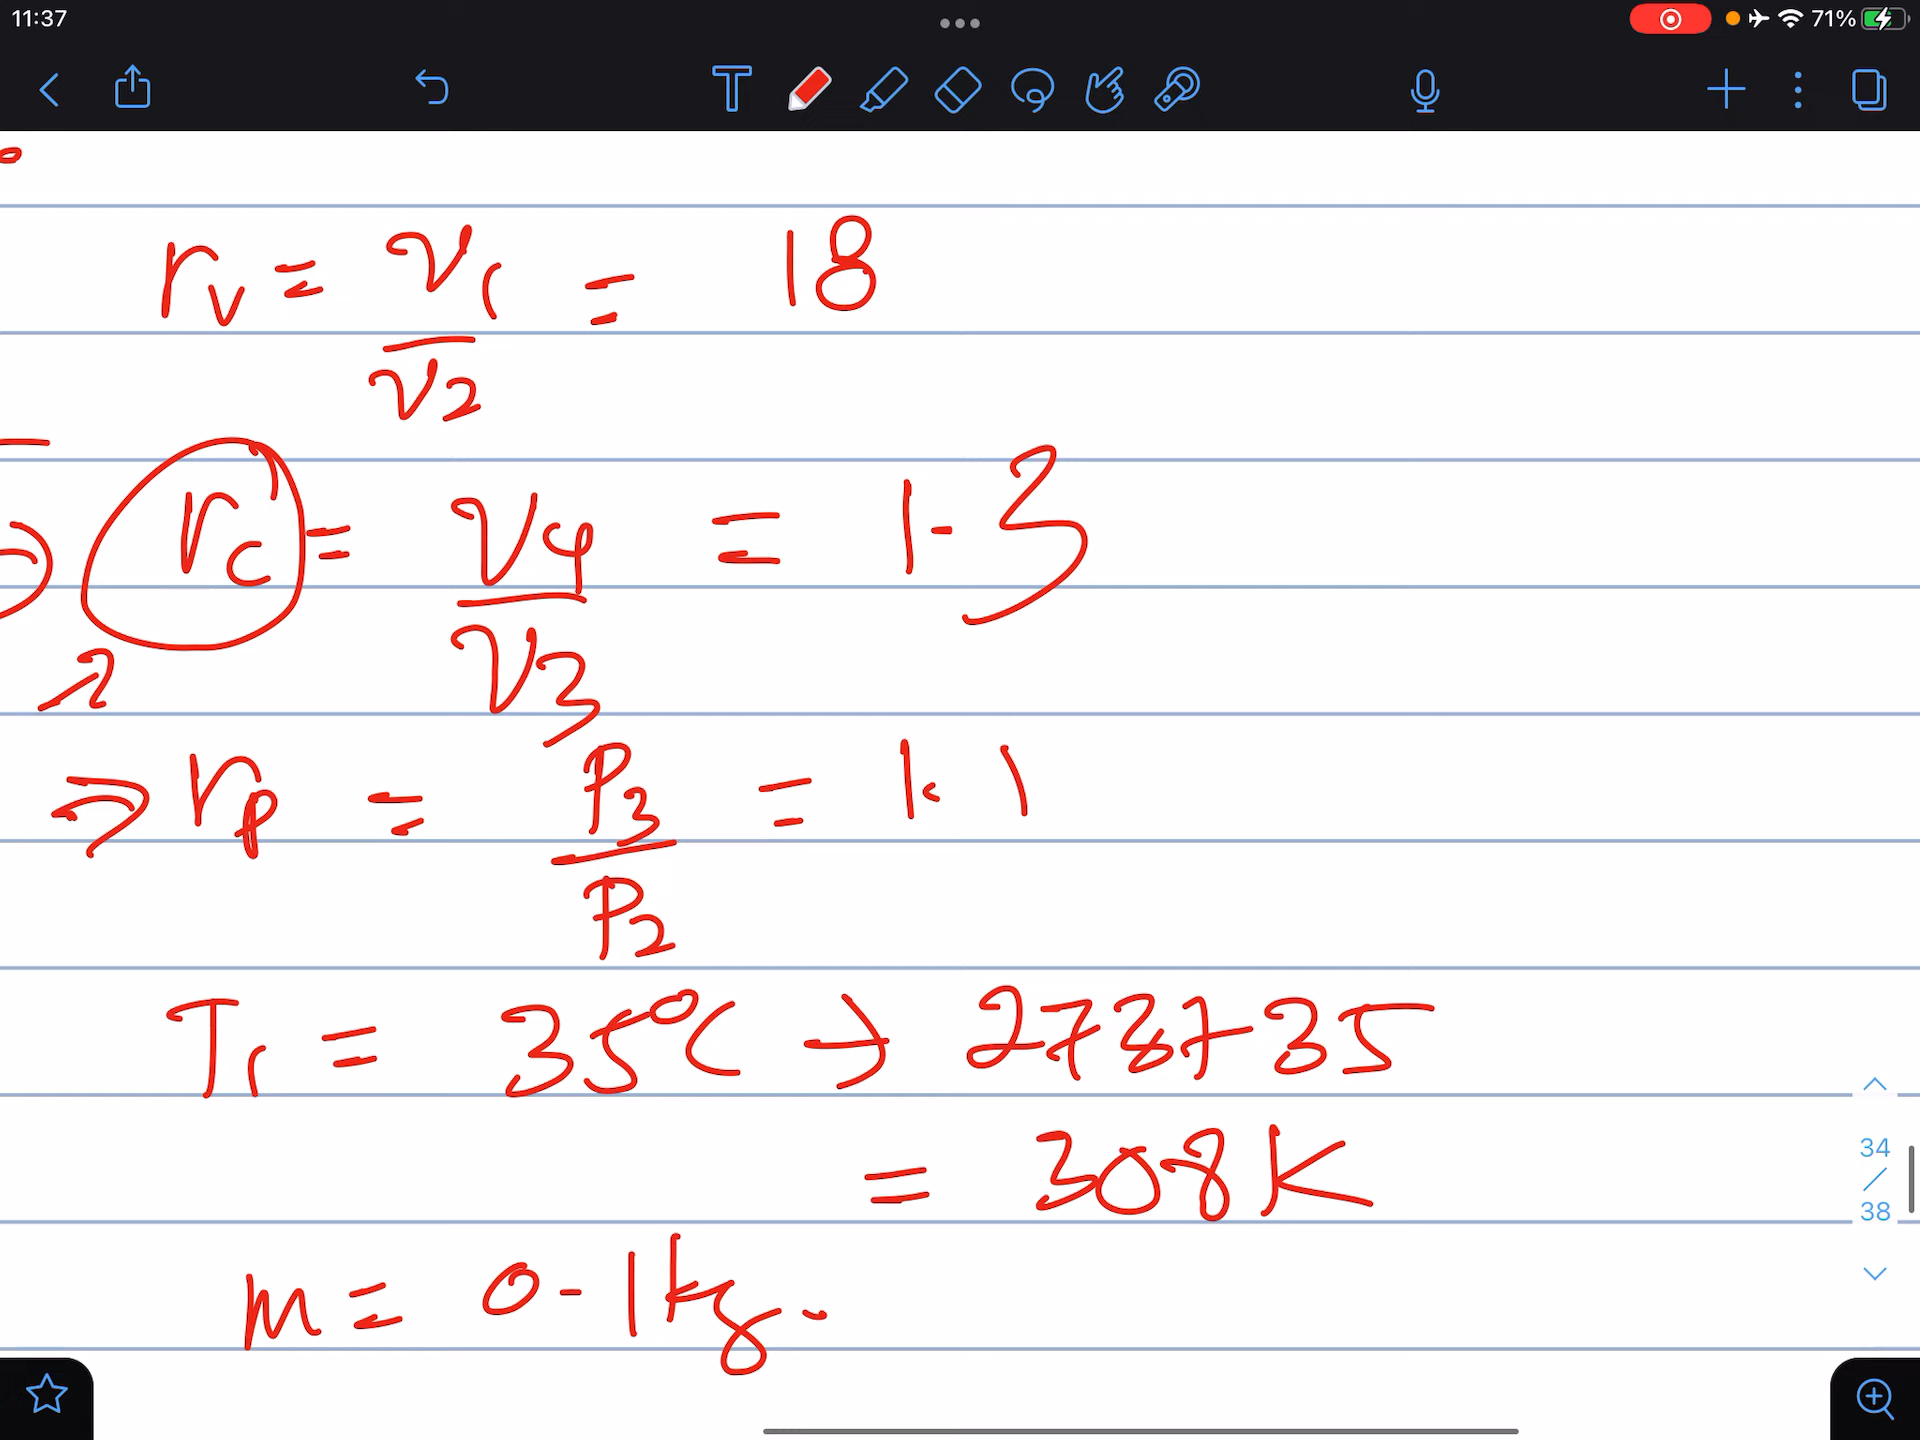 11:37
71%
T
rv = v1/v2 = 18
rc = v4/v3 = 1.3
⇒ rp = P3/P2 = 1.1
T1 = 35°C → 273+35
= 308K
34
/
38
m = 0.1kg.